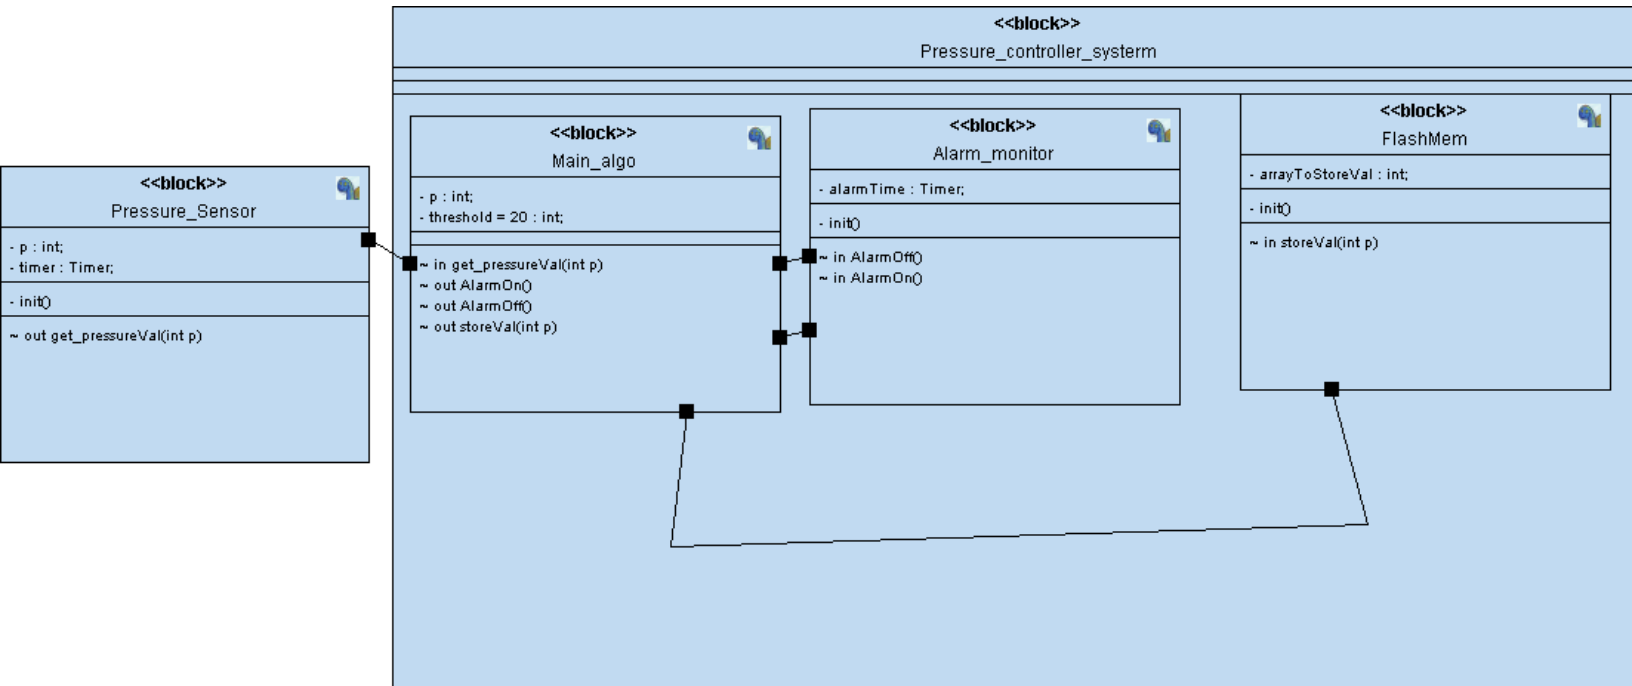 <<block>>
Pressure_controller_systerm
<<block>>
Pressure_Sensor
- p : int;
- timer : Timer;
- init()
~ out get_pressureVal(int p)
<<block>>
Main_algo
- p : int;
- threshold = 20 : int;
~ in get_pressureVal(int p)
~ out AlarmOn()
~ out AlarmOff()
~ out storeVal(int p)
<<block>>
Alarm_monitor
- alarmTime : Timer;
- init()
~ in AlarmOff()
~ in AlarmOn()
<<block>>
FlashMem
- arrayToStoreVal : int;
- init()
~ in storeVal(int p)